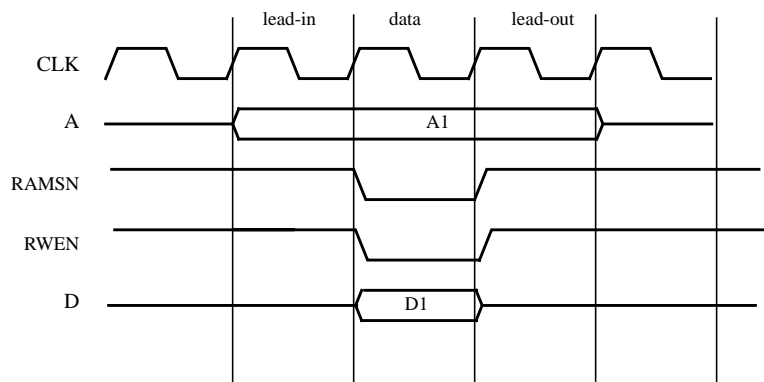 lead-in data lead-out
CLK
A A1
RAMSN
RWEN
D D1